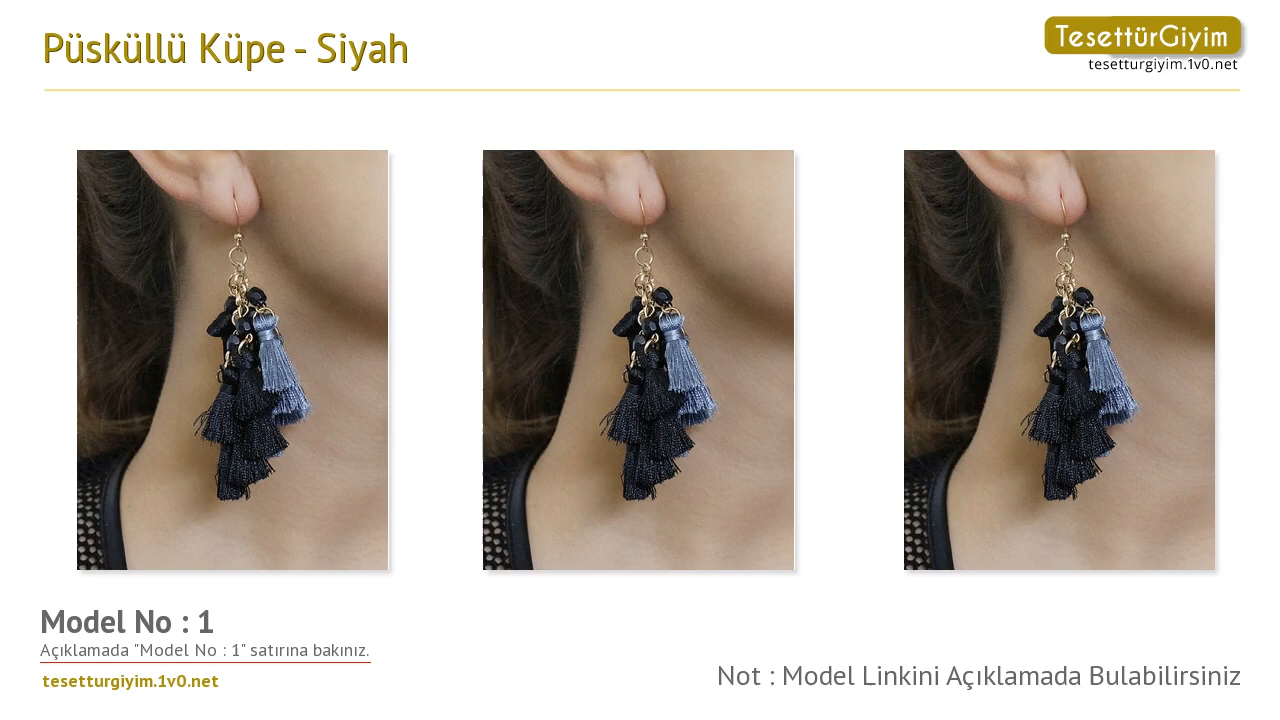 Püsküllü Küpe - Siyah
TesettürGiyim
tesetturgiyim.1v0.net
Model No : 1
Açıklamada "Model No : 1" satırına bakınız.
tesetturgiyim.1v0.net
Not : Model Linkini Açıklamada Bulabilirsiniz